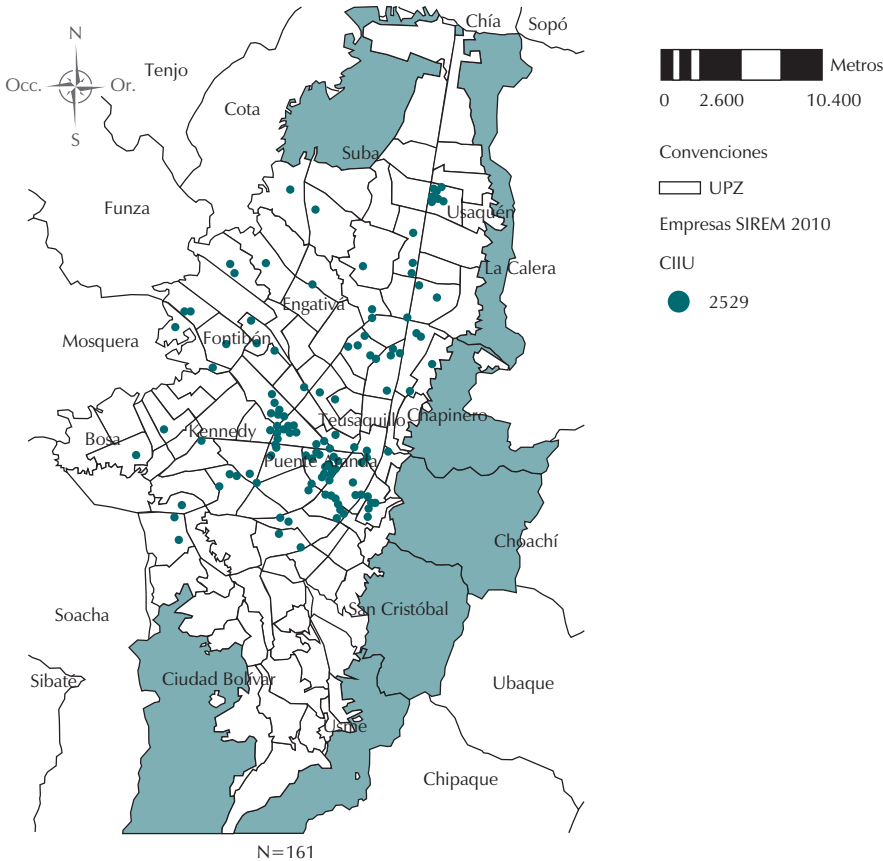 Chía
Sopó
N
Tenjo
Occ.
Or.
S
Cota
Suba
Funza
Usaquén
La Calera
Engativá
Mosquera
Fontibón
Teusaquillo
Chapinero
Bosa
Kennedy
Puente Aranda
Choachí
Soacha
San Cristóbal
Sibaté
Ciudad Bolívar
Ubaque
Usme
Chipaque
N=161
Metros
0 2.600 10.400
Convenciones
UPZ
Empresas SIREM 2010
CIIU
2529